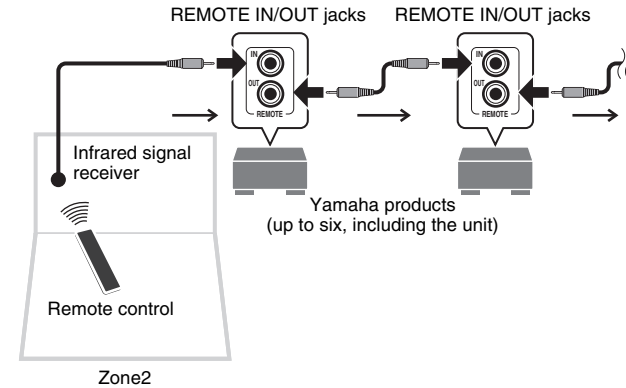 REMOTE IN/OUT jacks
REMOTE IN/OUT jacks
IN
OUT
REMOTE
IN
OUT
REMOTE
Infrared signal
receiver
Yamaha products
(up to six, including the unit)
Remote control
Zone2